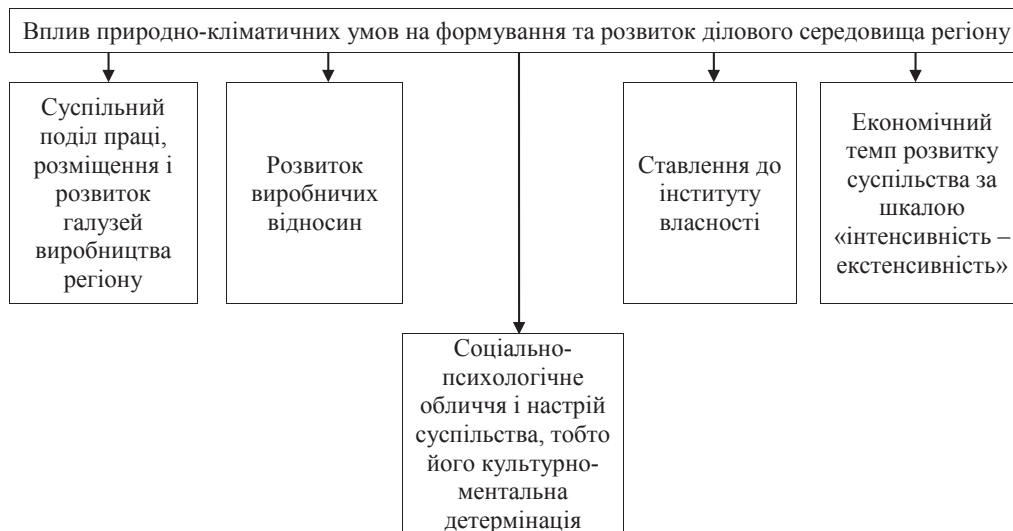 Вплив природно-кліматичних умов на формування та розвиток ділового середовища регіону
Суспільний
поділ праці,
розміщення і
розвиток
галузей
виробництва
регіону
Розвиток
виробничих
відносин
Ставлення до
інституту
власності
Економічний
темп розвитку
суспільства за
шкалою
«інтенсивність –
екстенсивність»
Соціально-
психологічне
обличчя і настрій
суспільства, тобто
його культурно-
ментальна
детермінація